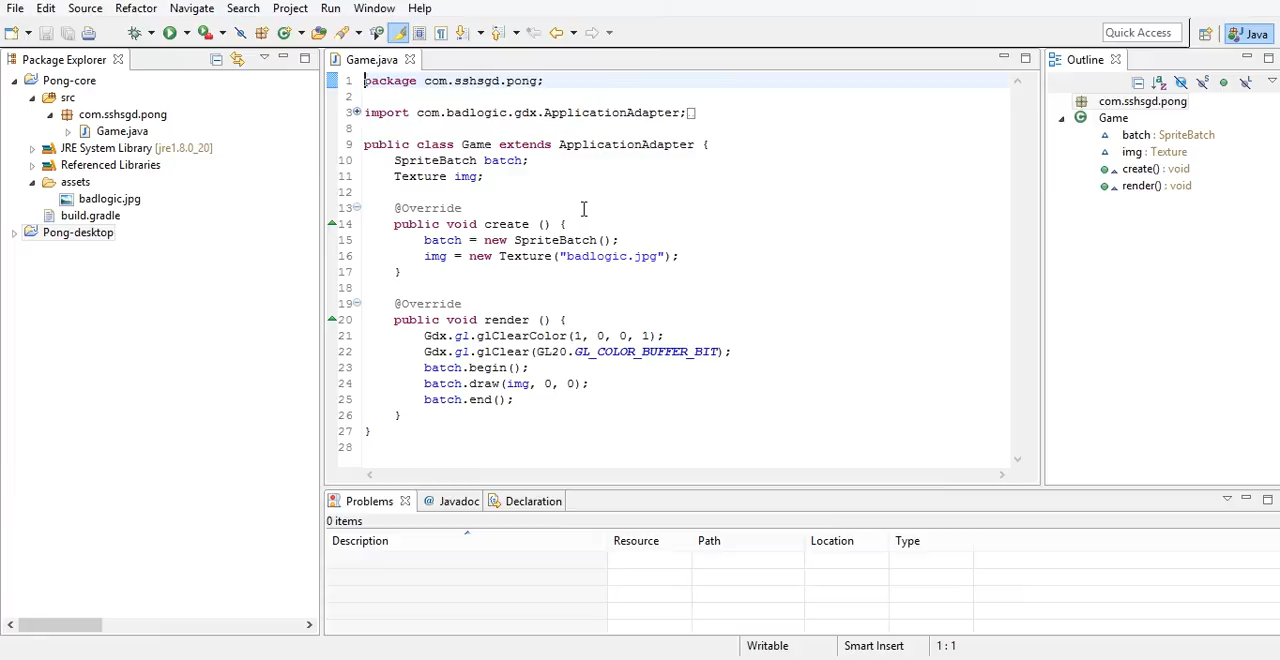 File Edit Source Refactor Navigate Search Project Run Window Help
Quick Access
Java
Package Explorer
Pong-core
src
com.sshsgd.pong
Game.java
JRE System Library [jre1.8.0_20]
Referenced Libraries
assets
badlogic.jpg
build.gradle
Pong-desktop
Game.java
1 package com.sshsgd.pong;
2
3 import com.badlogic.gdx.ApplicationAdapter;
8
9 public class Game extends ApplicationAdapter {
10 SpriteBatch batch;
11 Texture img;
12
13 @Override
14 public void create () {
15 batch = new SpriteBatch();
16 img = new Texture("badlogic.jpg");
17 }
18
19 @Override
20 public void render () {
21 Gdx.gl.glClearColor(1, 0, 0, 1);
22 Gdx.gl.glClear(GL20.GL_COLOR_BUFFER_BIT);
23 batch.begin();
24 batch.draw(img, 0, 0);
25 batch.end();
26 }
27 }
28
Outline
com.sshsgd.pong
Game
batch : SpriteBatch
img : Texture
create() : void
render() : void
Problems @ Javadoc Declaration
0 items
Description Resource Path Location Type
Writable Smart Insert 1 : 1